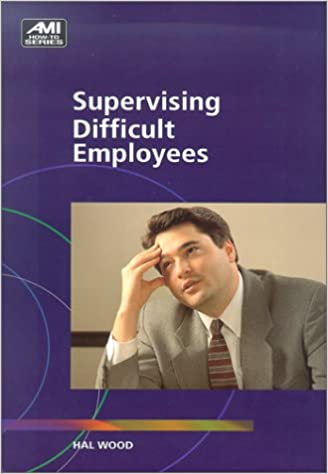 AMI
HOW-TO
SERIES
Supervising
Difficult
Employees
HAL WOOD